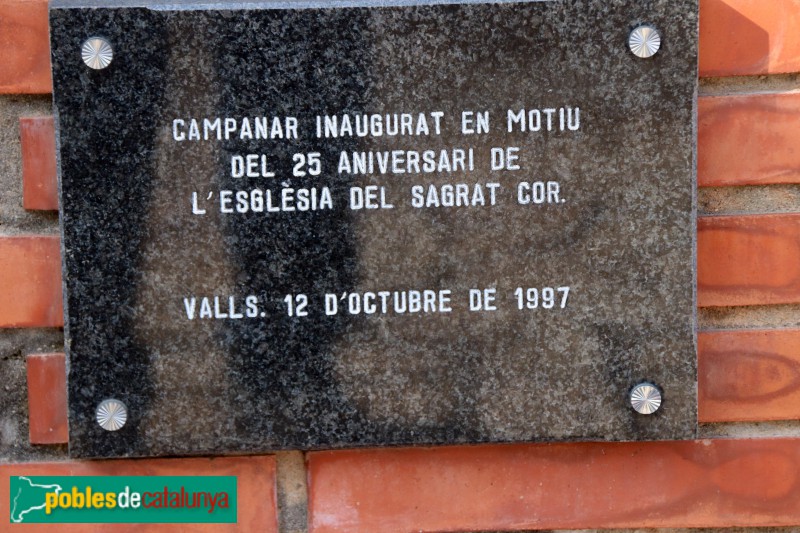 CAMPANAR INAUGURAT EN MOTIU
DEL 25 ANIVERSARI DE
L'ESGLÈSIA DEL SAGRAT COR.
VALLS. 12 D'OCTUBRE DE 1997
poblesdecatalunya